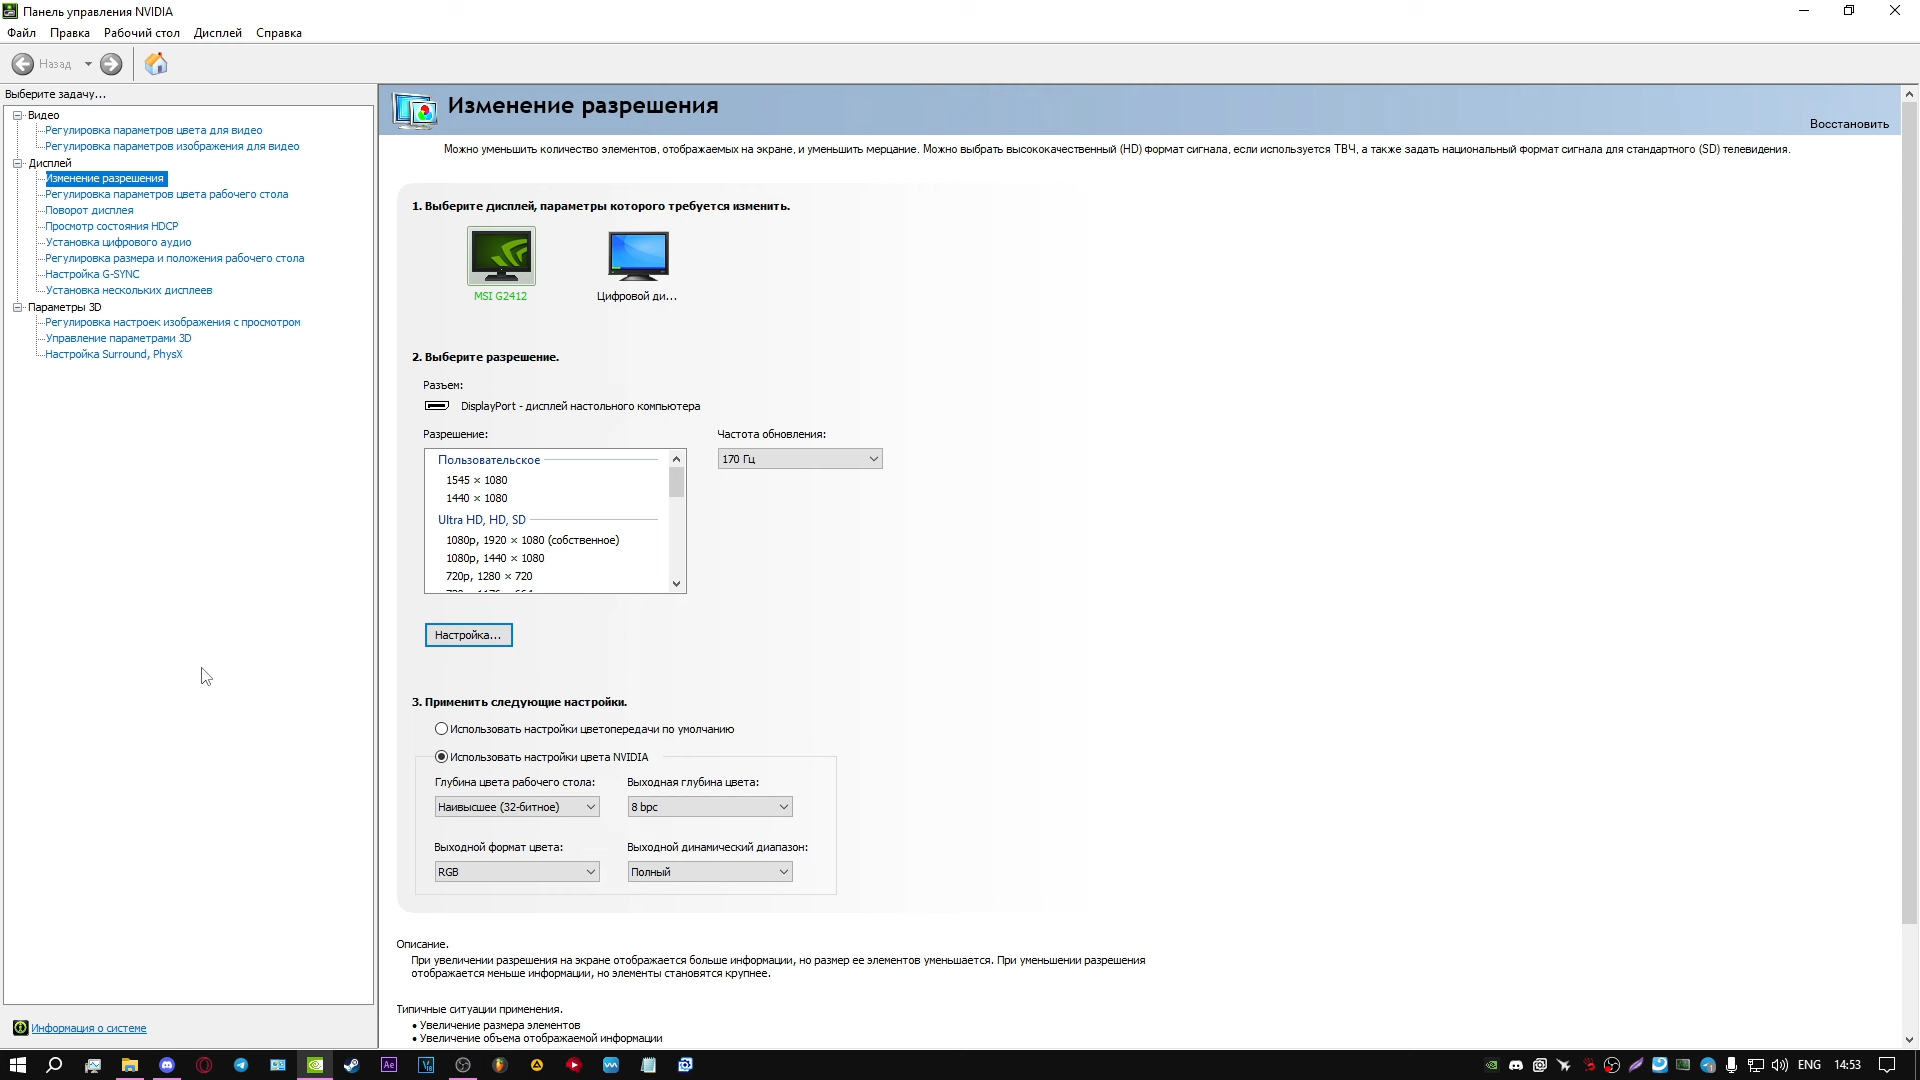 Панель управления NVIDIA
Файл Правка Рабочий стол Дисплей Справка
Назад
Выберите задачу...
Видео
Регулировка параметров цвета для видео
Регулировка параметров изображения для видео
Дисплей
Изменение разрешения
Регулировка параметров цвета рабочего стола
Поворот дисплея
Просмотр состояния HDCP
Установка цифрового аудио
Регулировка размера и положения рабочего стола
Настройка G-SYNC
Установка нескольких дисплеев
Параметры 3D
Регулировка настроек изображения с просмотром
Управление параметрами 3D
Настройка Surround, PhysX
Информация о системе
Изменение разрешения
Восстановить
Можно уменьшить количество элементов, отображаемых на экране, и уменьшить мерцание. Можно выбрать высококачественный (HD) формат сигнала, если используется ТВЧ, а также задать национальный формат сигнала для стандартного (SD) телевидения.
1. Выберите дисплей, параметры которого требуется изменить.
MSI G2412 Цифровой ди...
2. Выберите разрешение.
Разъем:
DisplayPort - дисплей настольного компьютера
Разрешение: Частота обновления:
170 Гц
Пользовательское
1545 × 1080
1440 × 1080
Ultra HD, HD, SD
1080p, 1920 × 1080 (собственное)
1080p, 1440 × 1080
720p, 1280 × 720
Настройка...
3. Применить следующие настройки.
Использовать настройки цветопередачи по умолчанию
Использовать настройки цвета NVIDIA
Глубина цвета рабочего стола: Выходная глубина цвета:
Наивысшее (32-битное) 8 bpc
Выходной формат цвета: Выходной динамический диапазон:
RGB Полный
Описание.
При увеличении разрешения на экране отображается больше информации, но размер ее элементов уменьшается. При уменьшении разрешения
отображается меньше информации, но элементы становятся крупнее.
Типичные ситуации применения.
• Увеличение размера элементов
• Увеличение объема отображаемой информации
Ae
ENG 14:53